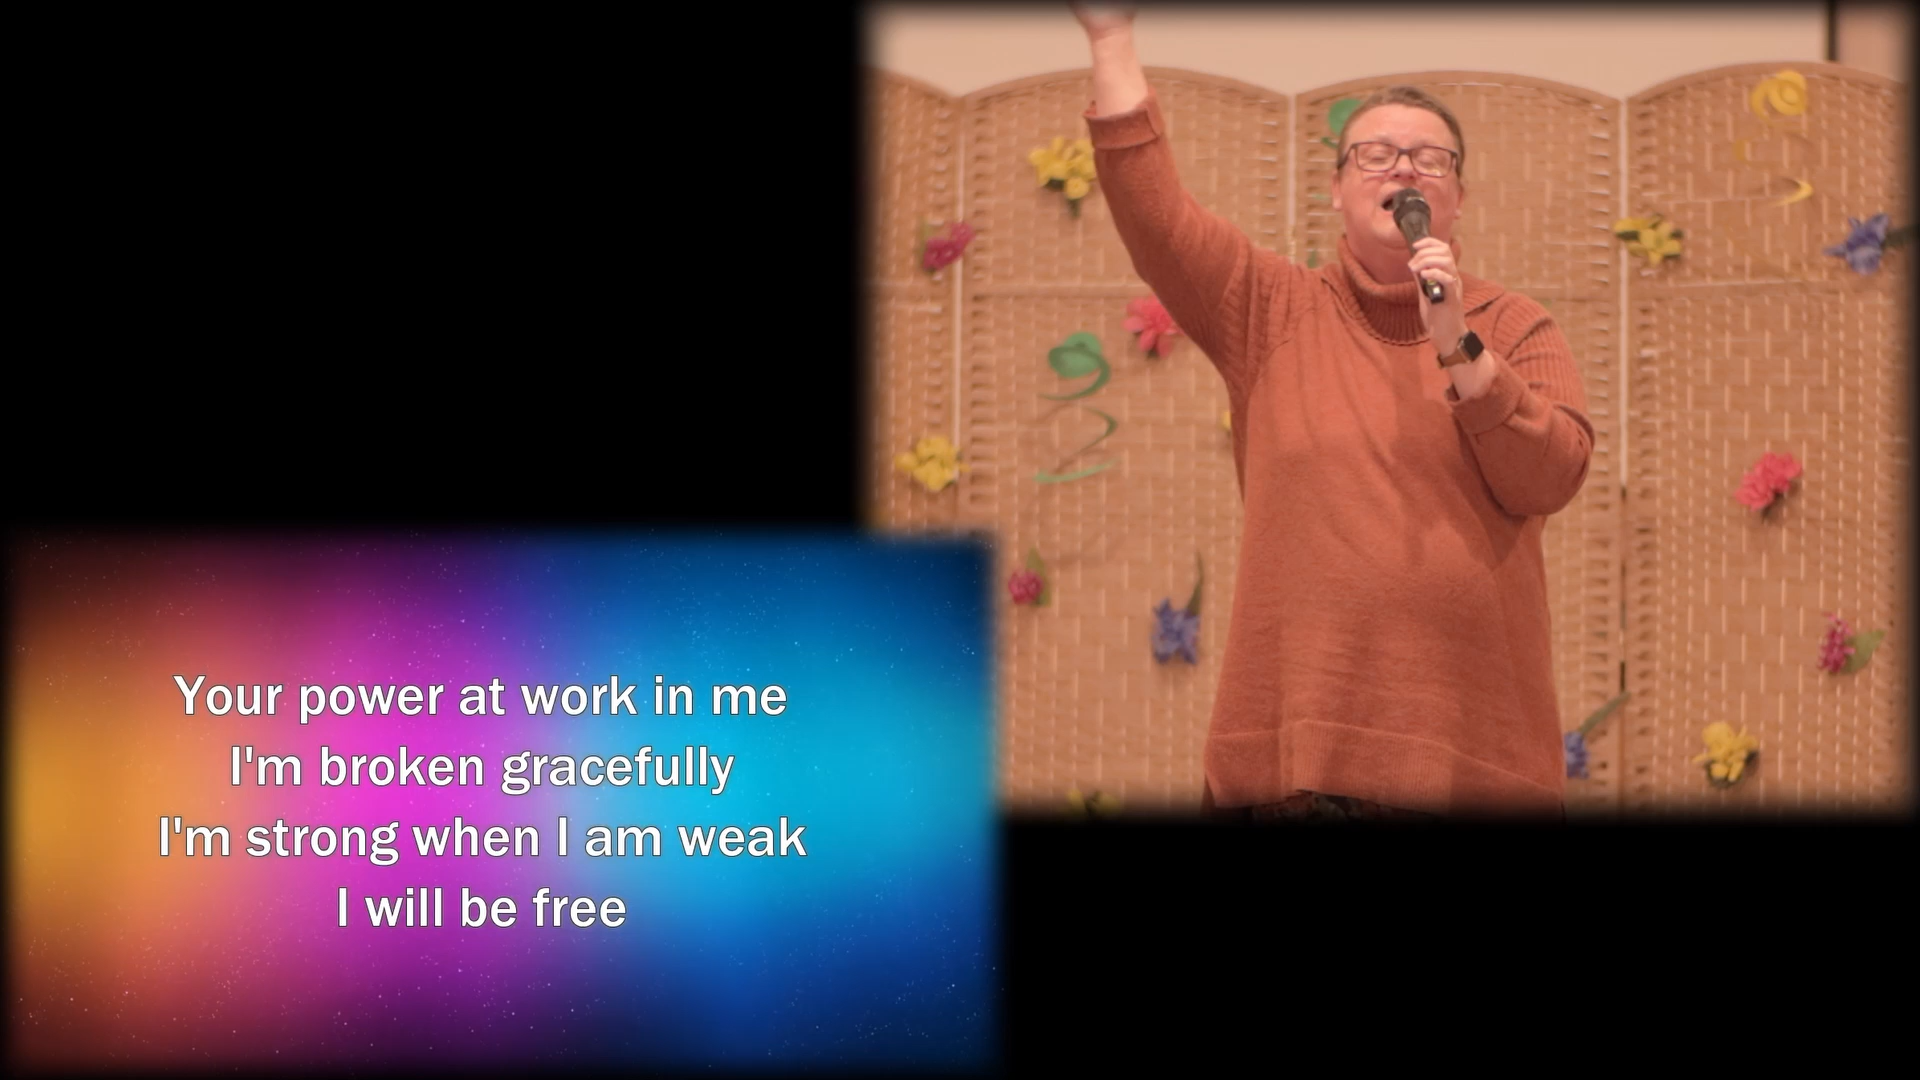 Your power at work in me
I'm broken gracefully
I'm strong when I am weak
I will be free